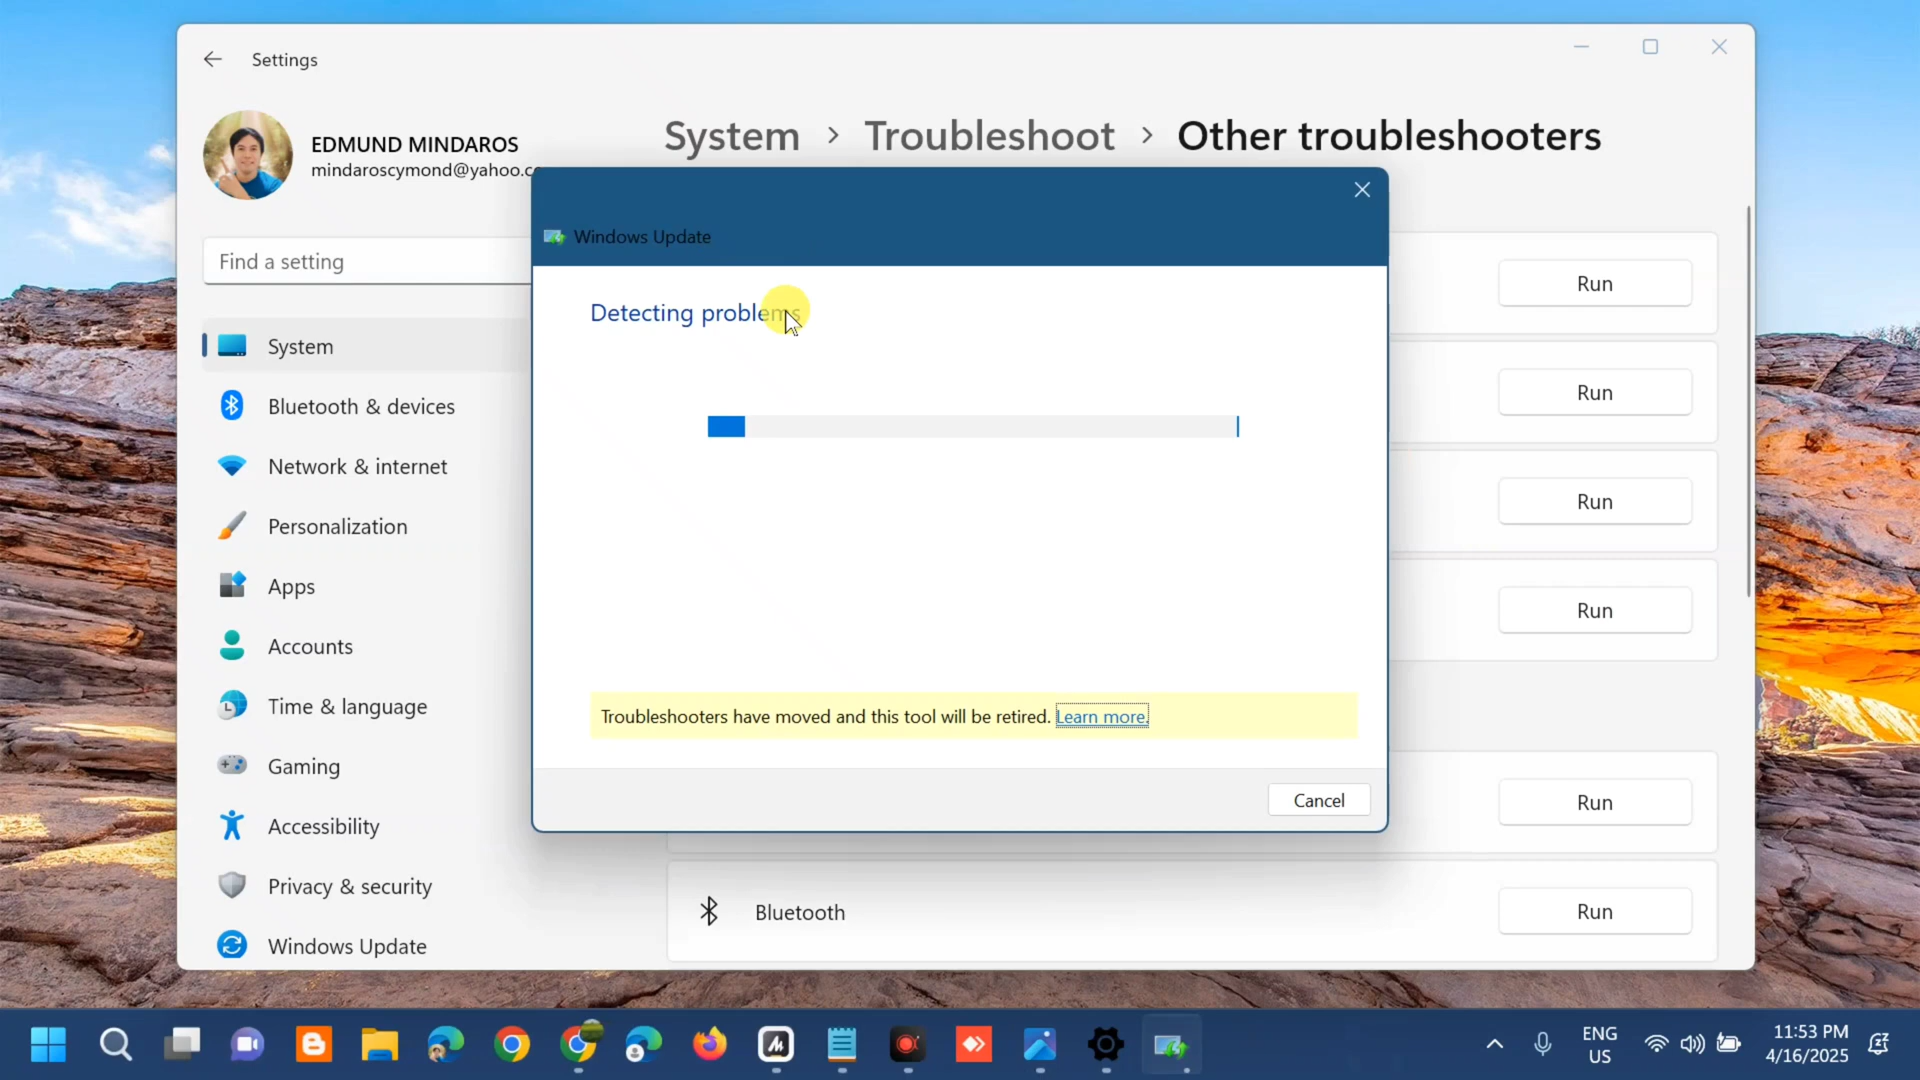 Settings
EDMUND MINDAROS
mindaroscymond@yahoo.c
Find a setting
System
Bluetooth & devices
Network & internet
Personalization
Apps
Accounts
Time & language
Gaming
Accessibility
Privacy & security
Windows Update
System > Troubleshoot > Other troubleshooters
Windows Update
Detecting problems
Troubleshooters have moved and this tool will be retired. Learn more.
Cancel
Run
Run
Run
Run
Run
Bluetooth
Run
ENG
US
11:53 PM
4/16/2025